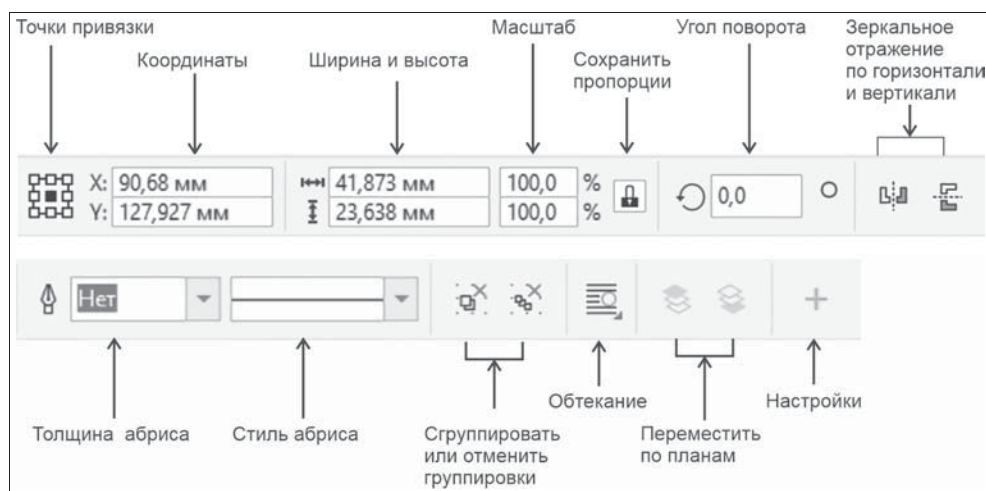 Точки привязки
Масштаб
Угол поворота
Зеркальное
отражение
по горизонтали
и вертикали
Координаты
Ширина и высота
Сохранить
пропорции
X: 90,68 мм
Y: 127,927 мм
41,873 мм
23,638 мм
100,0 %
100,0 %
0,0
Нет
Толщина абриса
Стиль абриса
Сгруппировать
или отменить
группировки
Обтекание
Переместить
по планам
Настройки